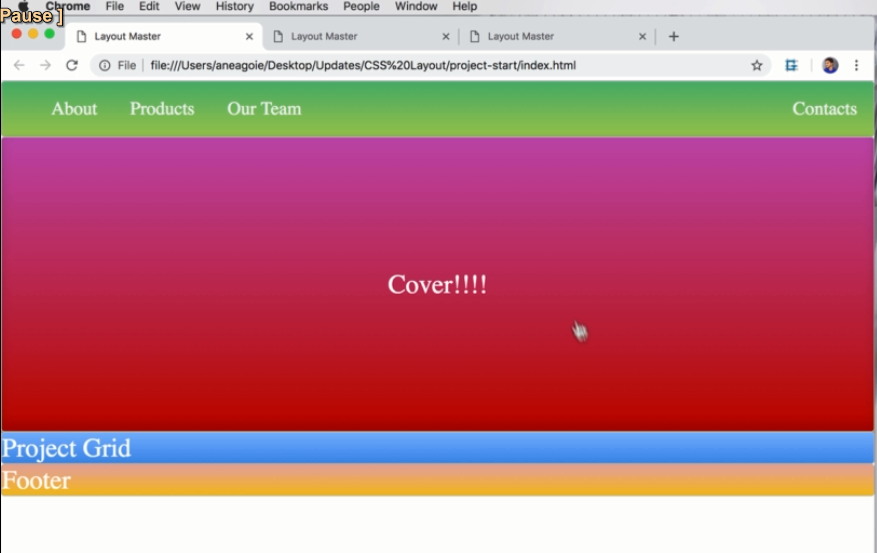 Chrome File Edit View History Bookmarks People Window Help
Pause ]
Layout Master Layout Master Layout Master
File file:///Users/aneagoie/Desktop/Updates/CSS%20Layout/project-start/index.html
About Products Our Team Contacts
Cover!!!!
Project Grid
Footer